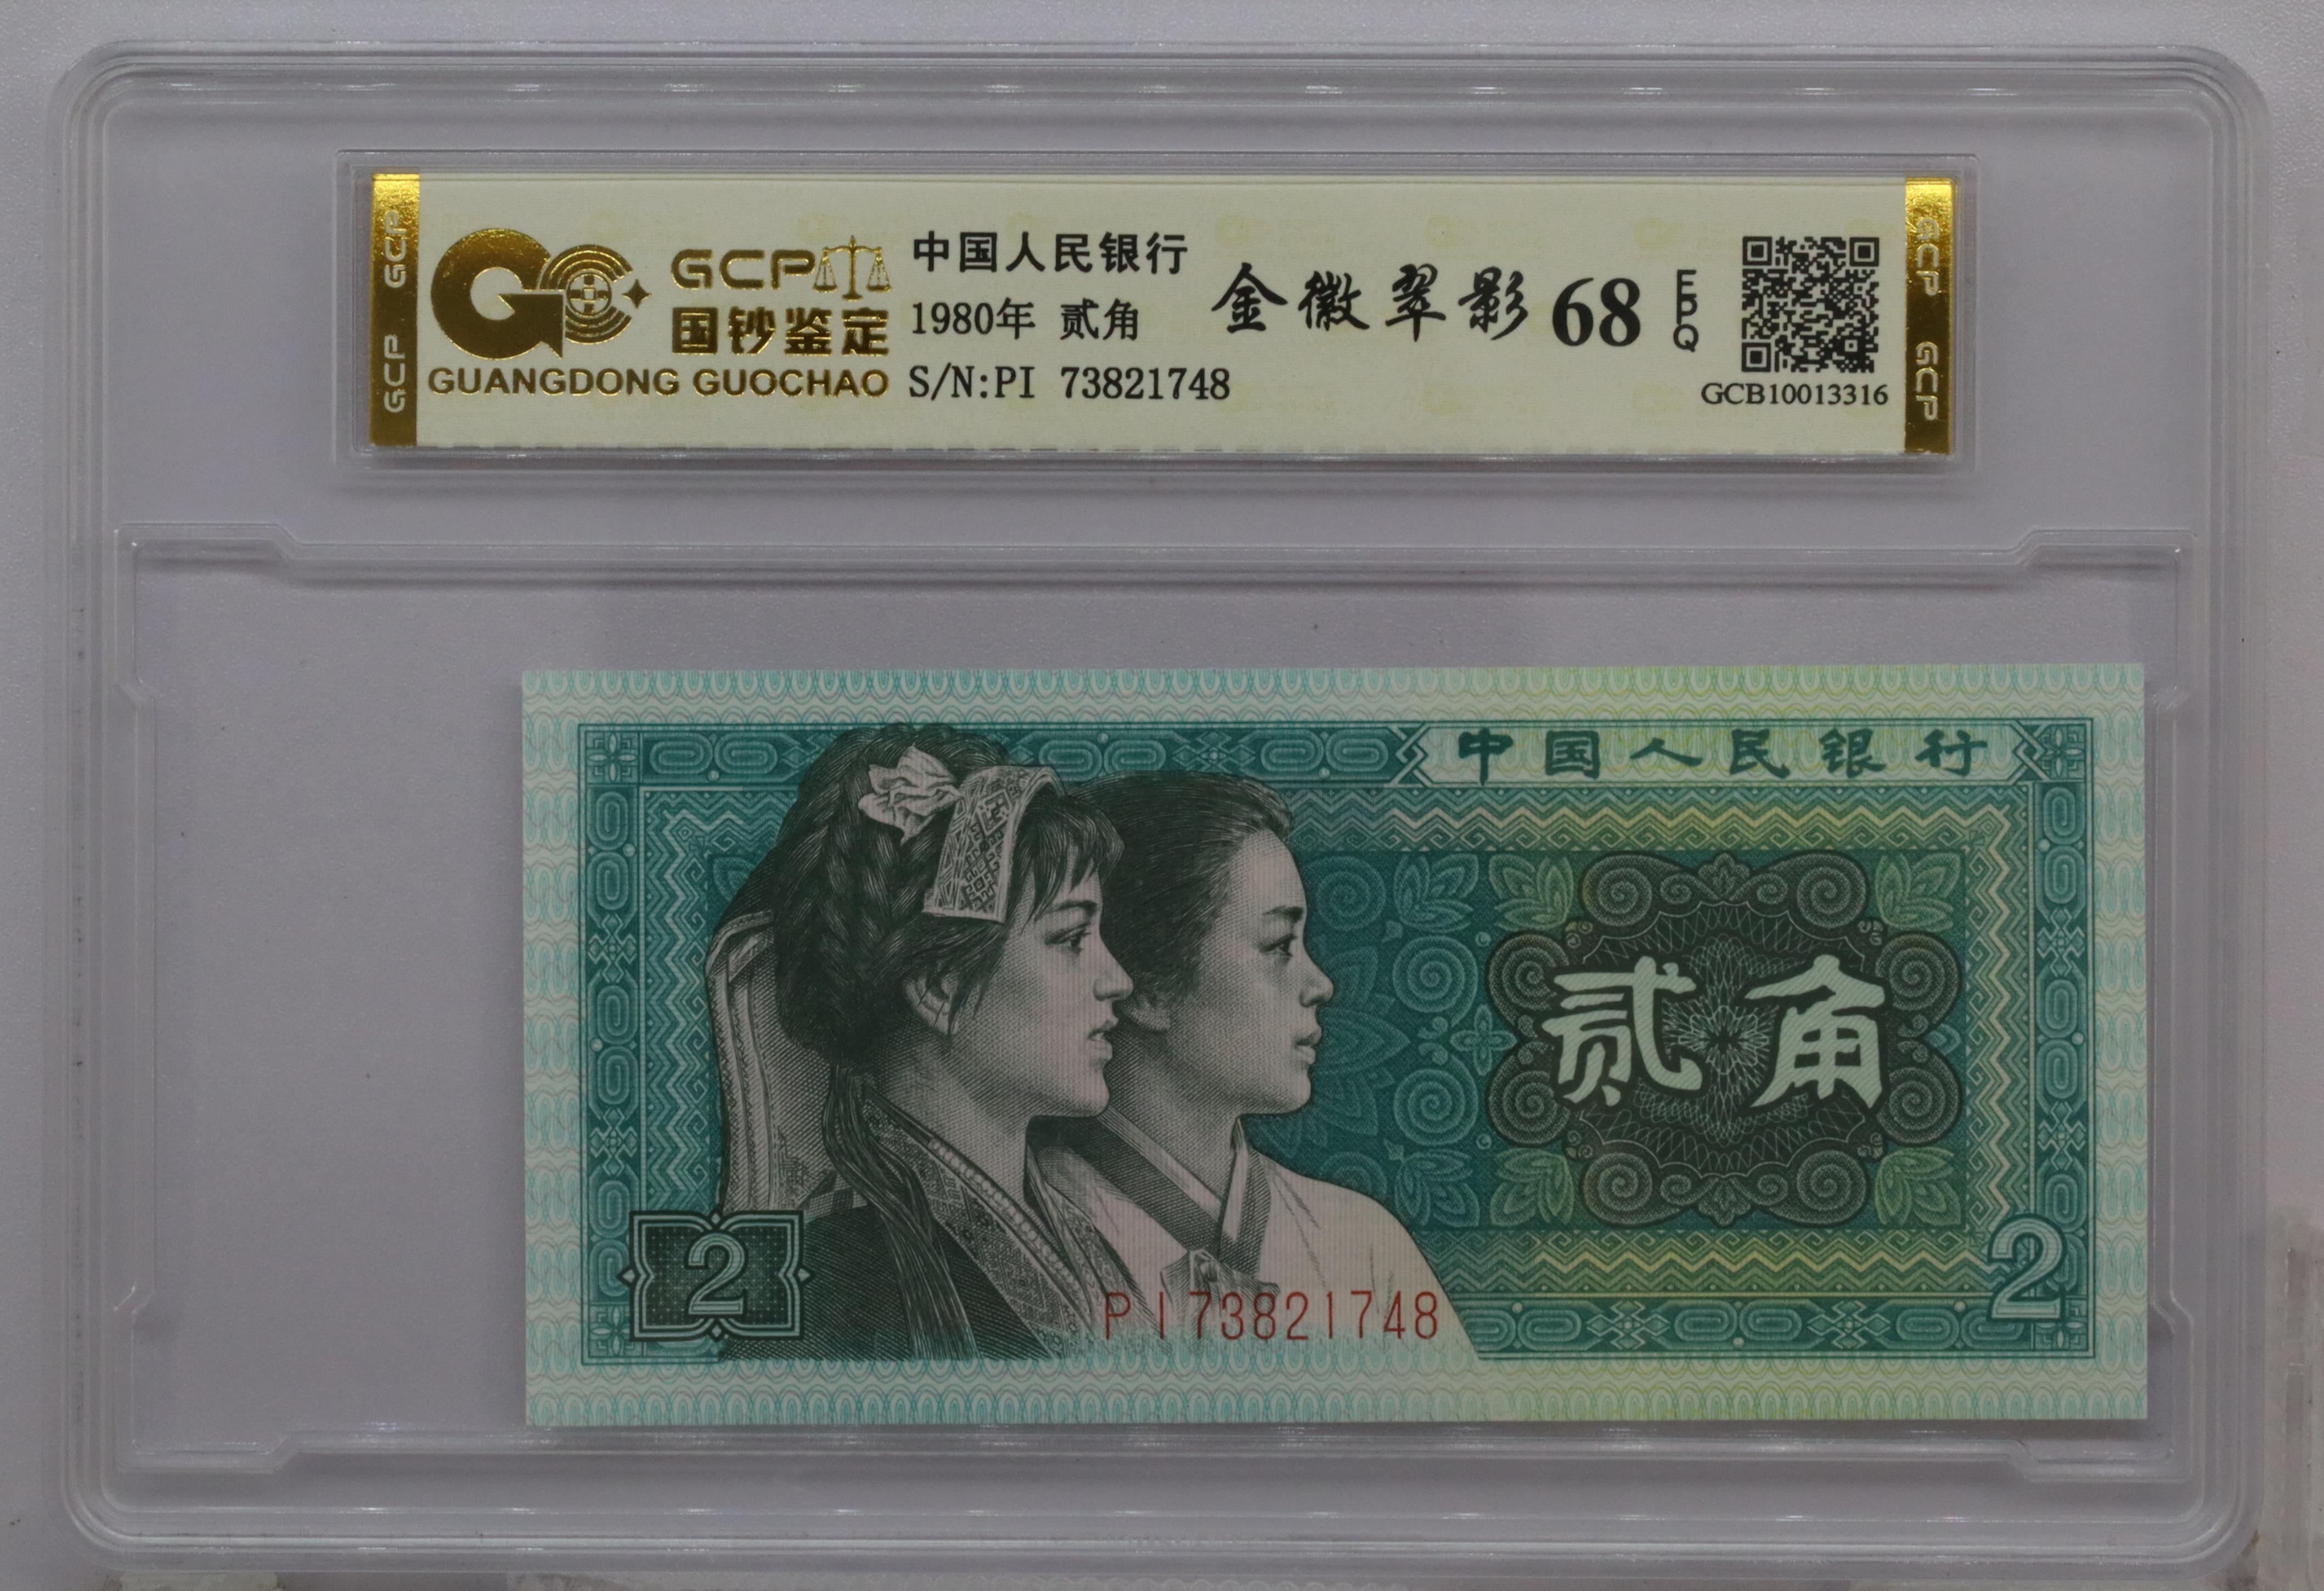 GCP
GCP
GCP
国钞鉴定
GUANGDONG GUOCHAO
中国人民银行
1980年 贰角
S/N:PI 73821748
金徽翠影 68 EPQ
GCB10013316
GCP
GCP
中国人民银行
贰角
2
2
PI73821748